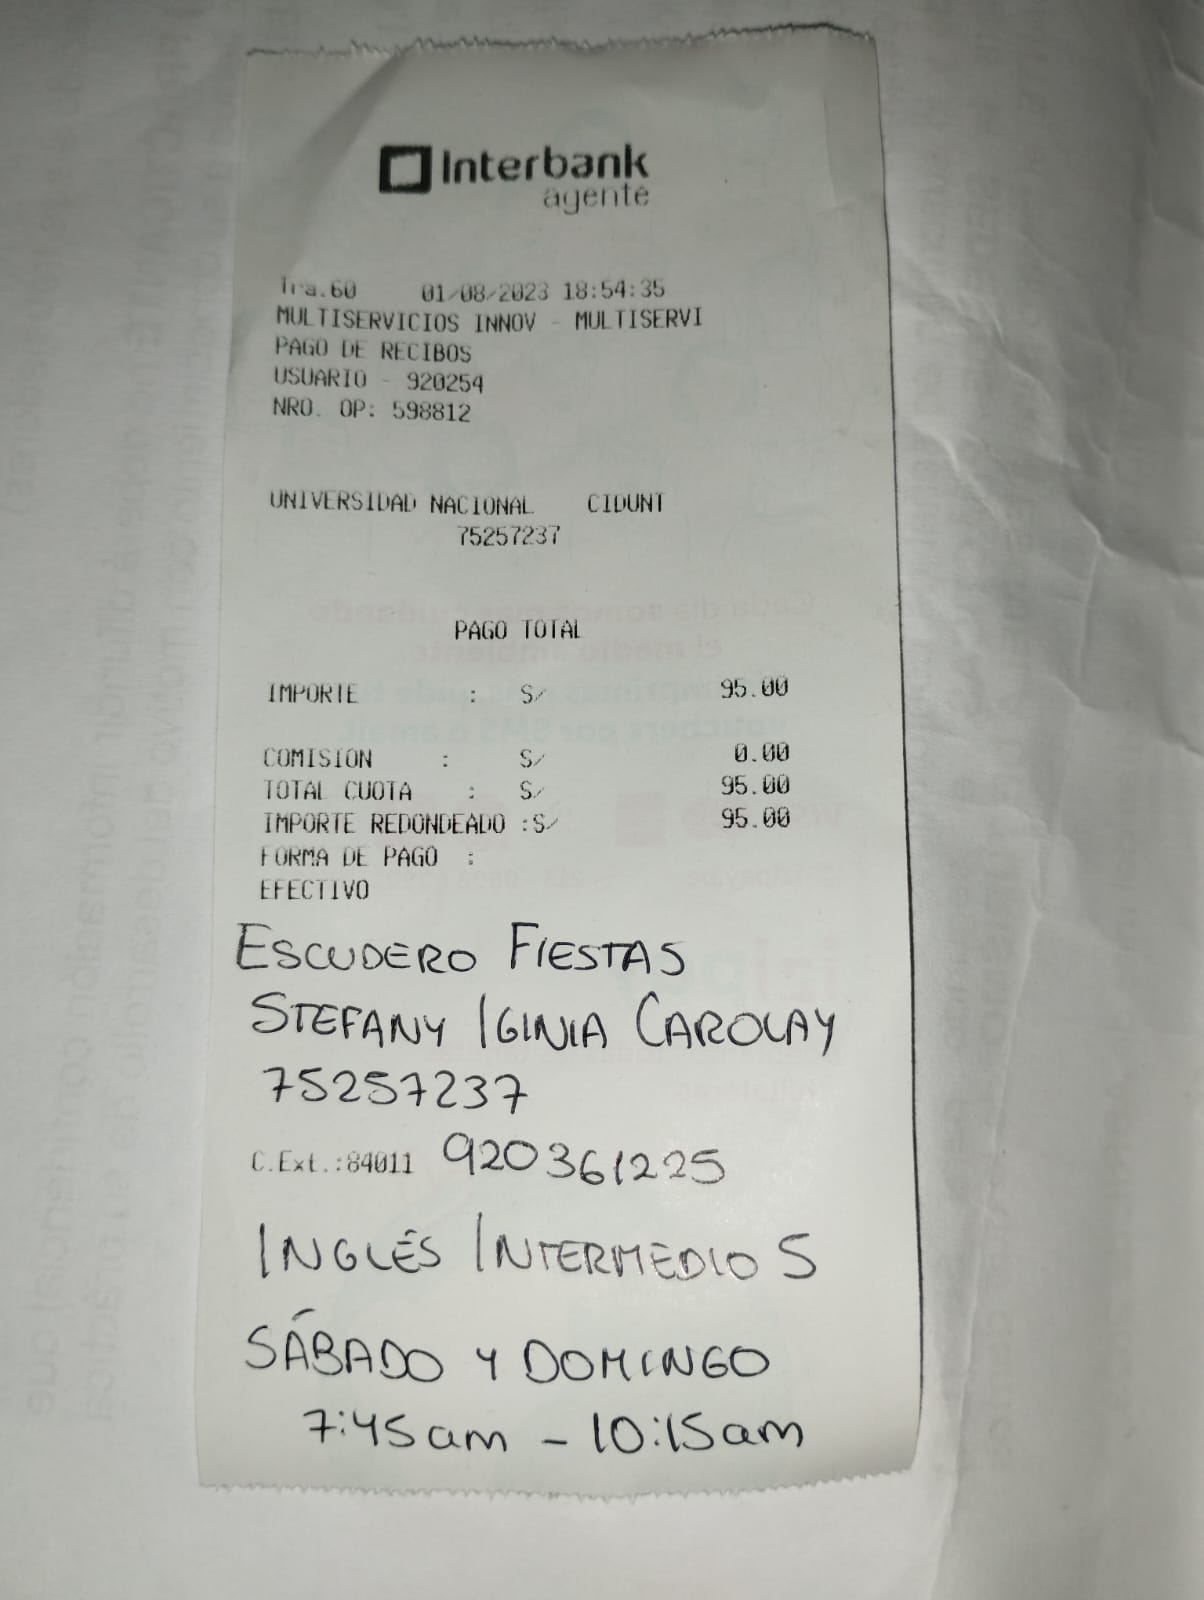 Interbank
agente
Tra.60 01/08/2023 18:54:35
MULTISERVICIOS INNOV - MULTISERVI
PAGO DE RECIBOS
USUARIO - 920254
NRO. OP: 598812
UNIVERSIDAD NACIONAL CIDUNT
75257237
PAGO TOTAL
IMPORTE : S/ 95.00
COMISION : S/ 0.00
TOTAL CUOTA : S/ 95.00
IMPORTE REDONDEADO :S/ 95.00
FORMA DE PAGO :
EFECTIVO
ESCUDERO FIESTAS
STEFANY IGINIA CAROLAY
75257237
C.Ext.:84011 920361225
INGLÉS INTERMEDIO 5
SÁBADO Y DOMINGO
7:45am - 10:15am